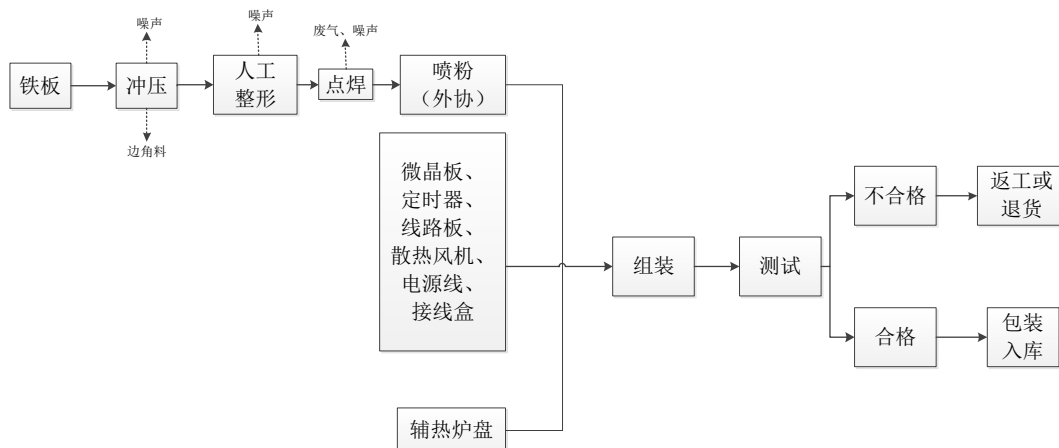 噪声
噪声
废气、噪声
铁板
冲压
人工
整形
点焊
喷粉
（外协）
边角料
微晶板、
定时器、
线路板、
散热风机、
电源线、
接线盒
辅热炉盘
组装
测试
不合格
返工或
退货
合格
包装
入库